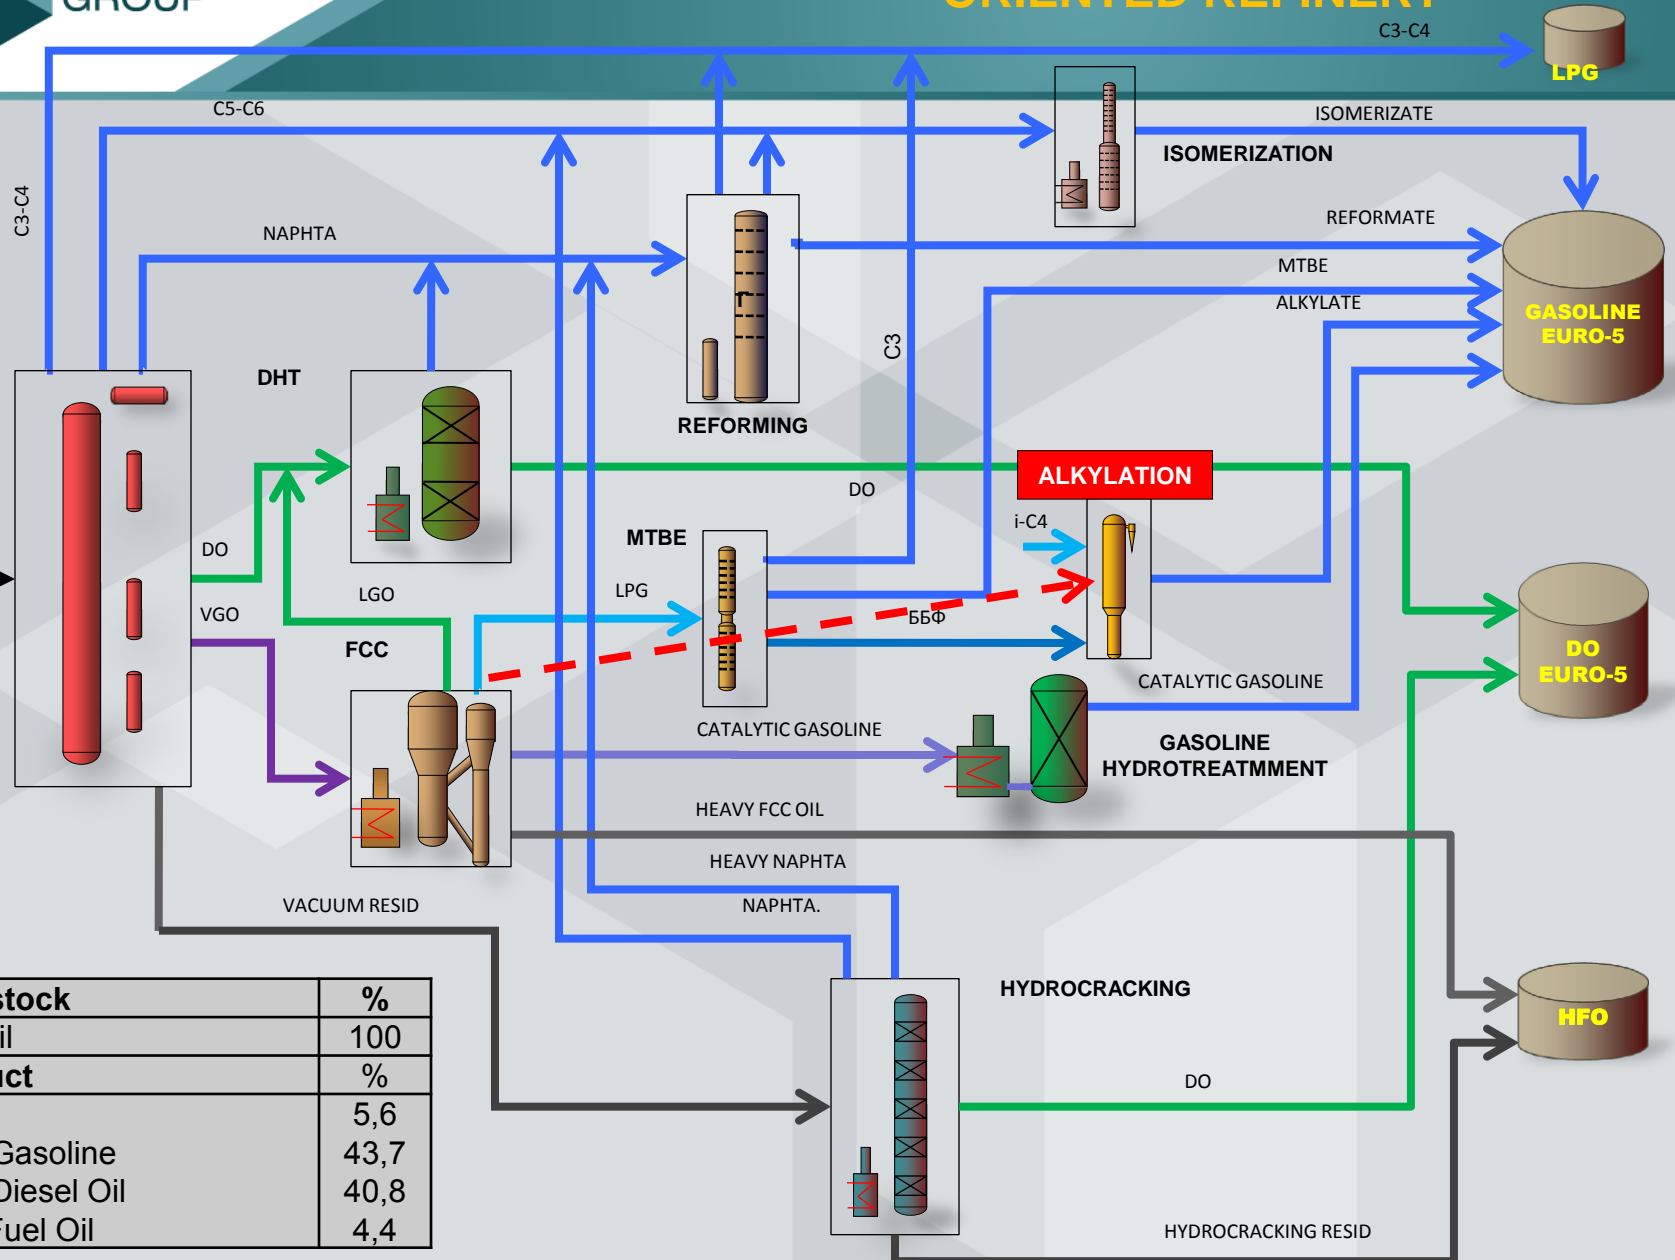 GROUP
ORIENTED REFINERY
C3-C4
LPG
C5-C6
ISOMERIZATE
ISOMERIZATION
C3-C4
NAPHTA
REFORMATE
MTBE
ALKYLATE
GASOLINE
EURO-5
Г
C3
DHT
REFORMING
ALKYLATION
DO
i-C4
MTBE
DO
LGO
LPG
VGO
ББФ
FCC
DO
EURO-5
CATALYTIC GASOLINE
CATALYTIC GASOLINE
GASOLINE
HYDROTREATMMENT
HEAVY FCC OIL
HEAVY NAPHTA
VACUUM RESID
NAPHTA.
HYDROCRACKING
HFO
stock %
il 100
uct %
5,6
Gasoline 43,7
Diesel Oil 40,8
Fuel Oil 4,4
DO
HYDROCRACKING RESID